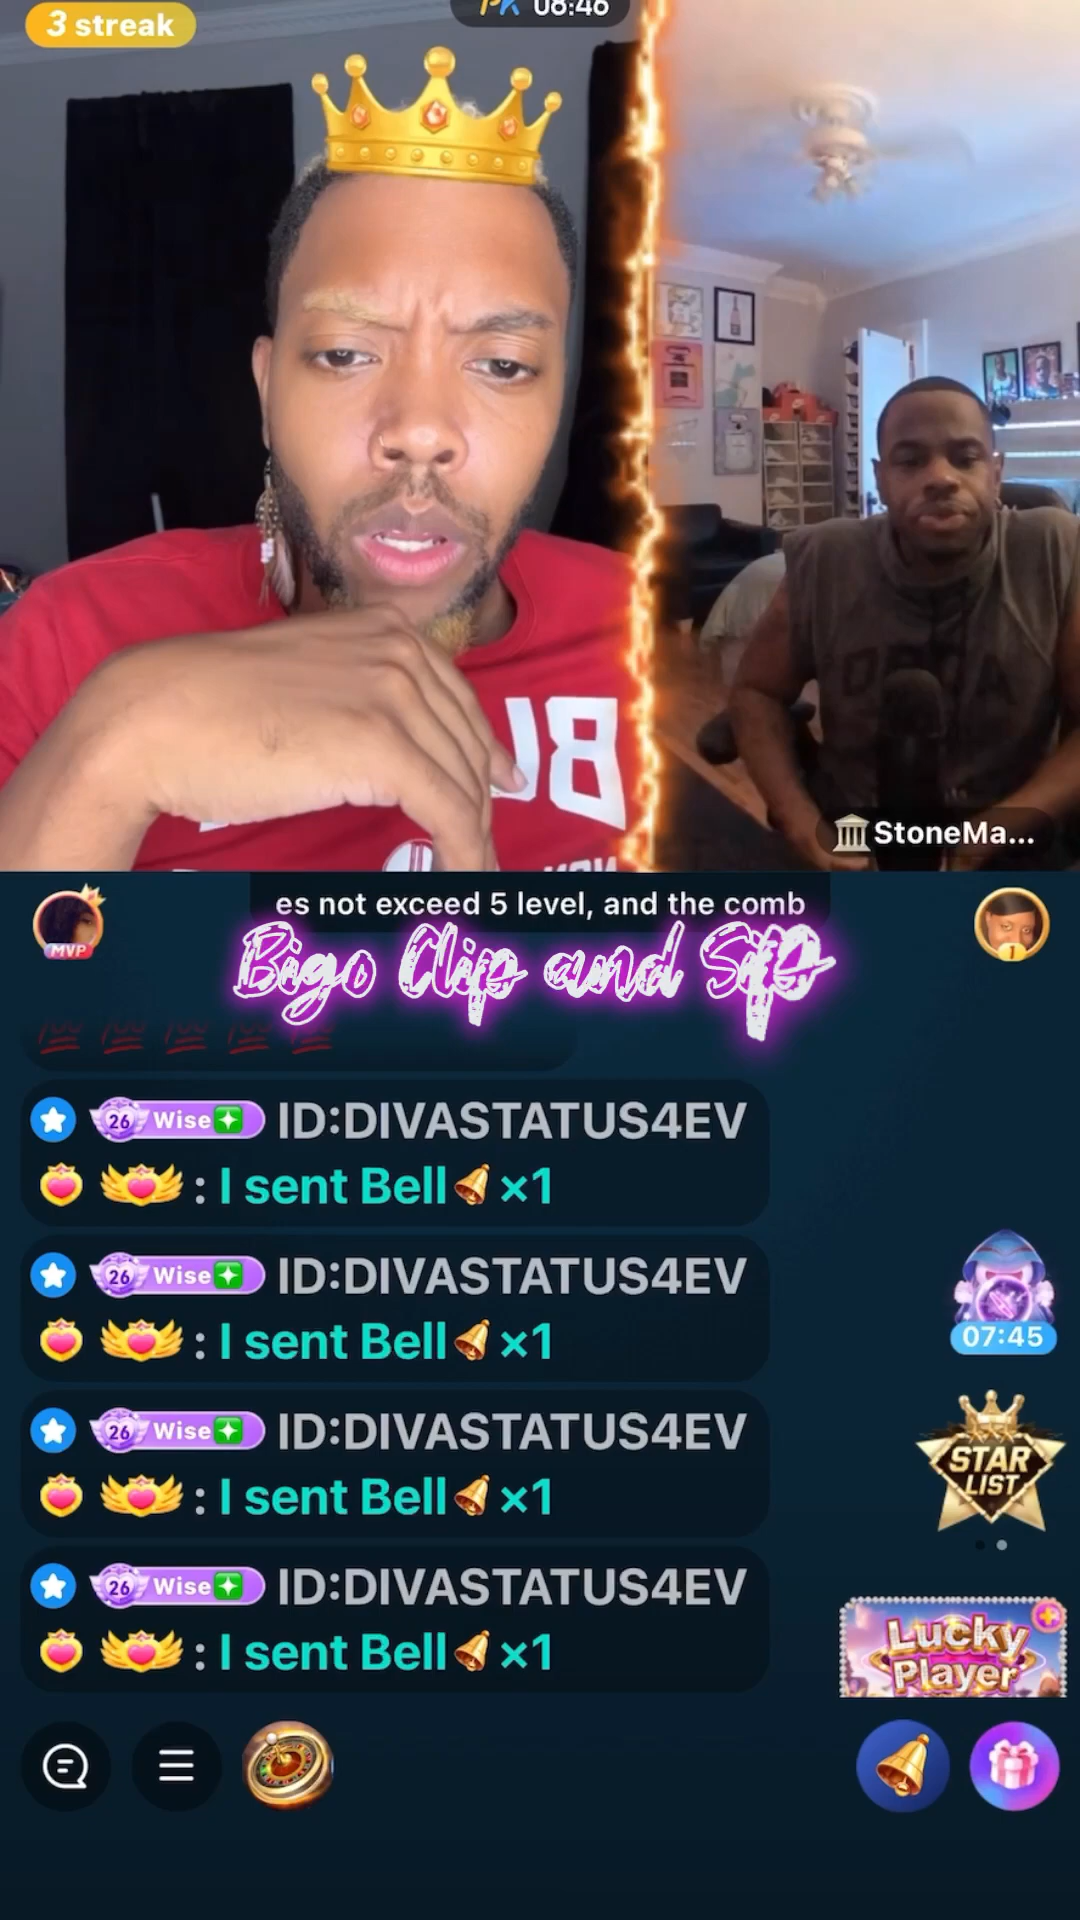 3 streak
PK 08:46
BU
StoneMa...
MVP
es not exceed 5 level, and the comb
1
Bigo Clip and Sip
26 Wise ID:DIVASTATUS4EV
: I sent Bell ×1
26 Wise ID:DIVASTATUS4EV
: I sent Bell ×1
07:45
26 Wise ID:DIVASTATUS4EV
: I sent Bell ×1
STAR
LIST
26 Wise ID:DIVASTATUS4EV
: I sent Bell ×1
Lucky
Player